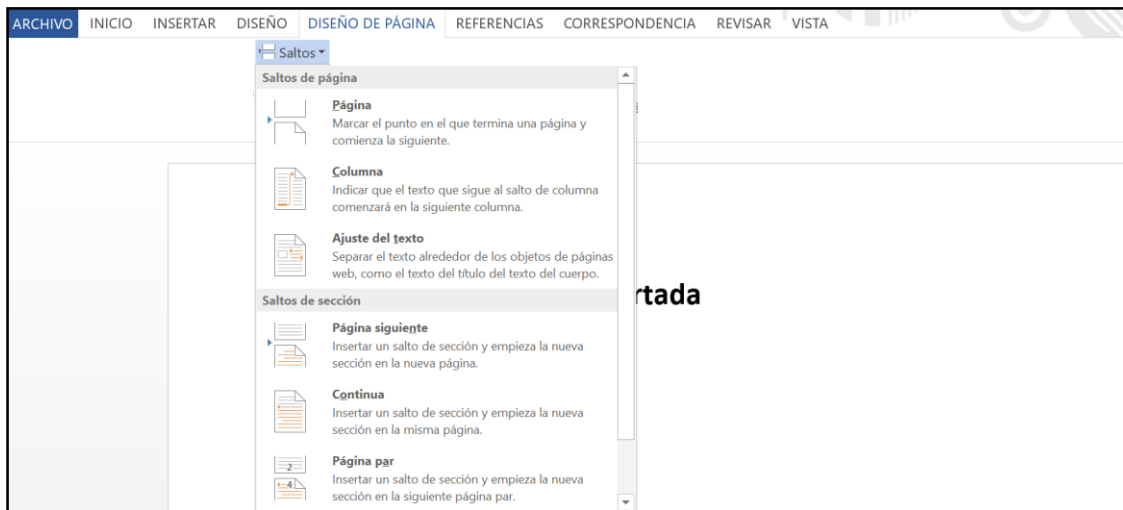 ARCHIVO INICIO INSERTAR DISEÑO DISEÑO DE PÁGINA REFERENCIAS CORRESPONDENCIA REVISAR VISTA
Saltos
Saltos de página
Página
Marcar el punto en el que termina una página y
comienza la siguiente.
Columna
Indicar que el texto que sigue al salto de columna
comenzará en la siguiente columna.
Ajuste del texto
Separar el texto alrededor de los objetos de páginas
web, como el texto del título del texto del cuerpo.
rtada
Saltos de sección
Página siguiente
Insertar un salto de sección y empieza la nueva
sección en la nueva página.
Continua
Insertar un salto de sección y empieza la nueva
sección en la misma página.
2
4
Página par
Insertar un salto de sección y empieza la nueva
sección en la siguiente página par.